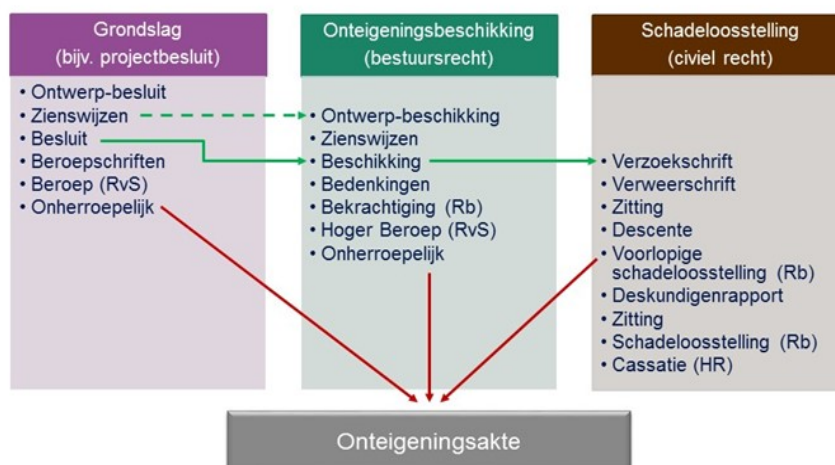 Grondslag
(bijv. projectbesluit)
• Ontwerp-besluit
• Zienswijzen
• Besluit
• Beroepschriften
• Beroep (RvS)
• Onherroepelijk
Onteigeningsbeschikking
(bestuursrecht)
• Ontwerp-beschikking
• Zienswijzen
• Beschikking
• Bedenkingen
• Bekrachtiging (Rb)
• Hoger Beroep (RvS)
• Onherroepelijk
Schadeloosstelling
(civiel recht)
• Verzoekschrift
• Verweerschrift
• Zitting
• Descente
• Voorlopige
schadeloosstelling (Rb)
• Deskundigenrapport
• Zitting
• Schadeloosstelling (Rb)
• Cassatie (HR)
Onteigeningsakte